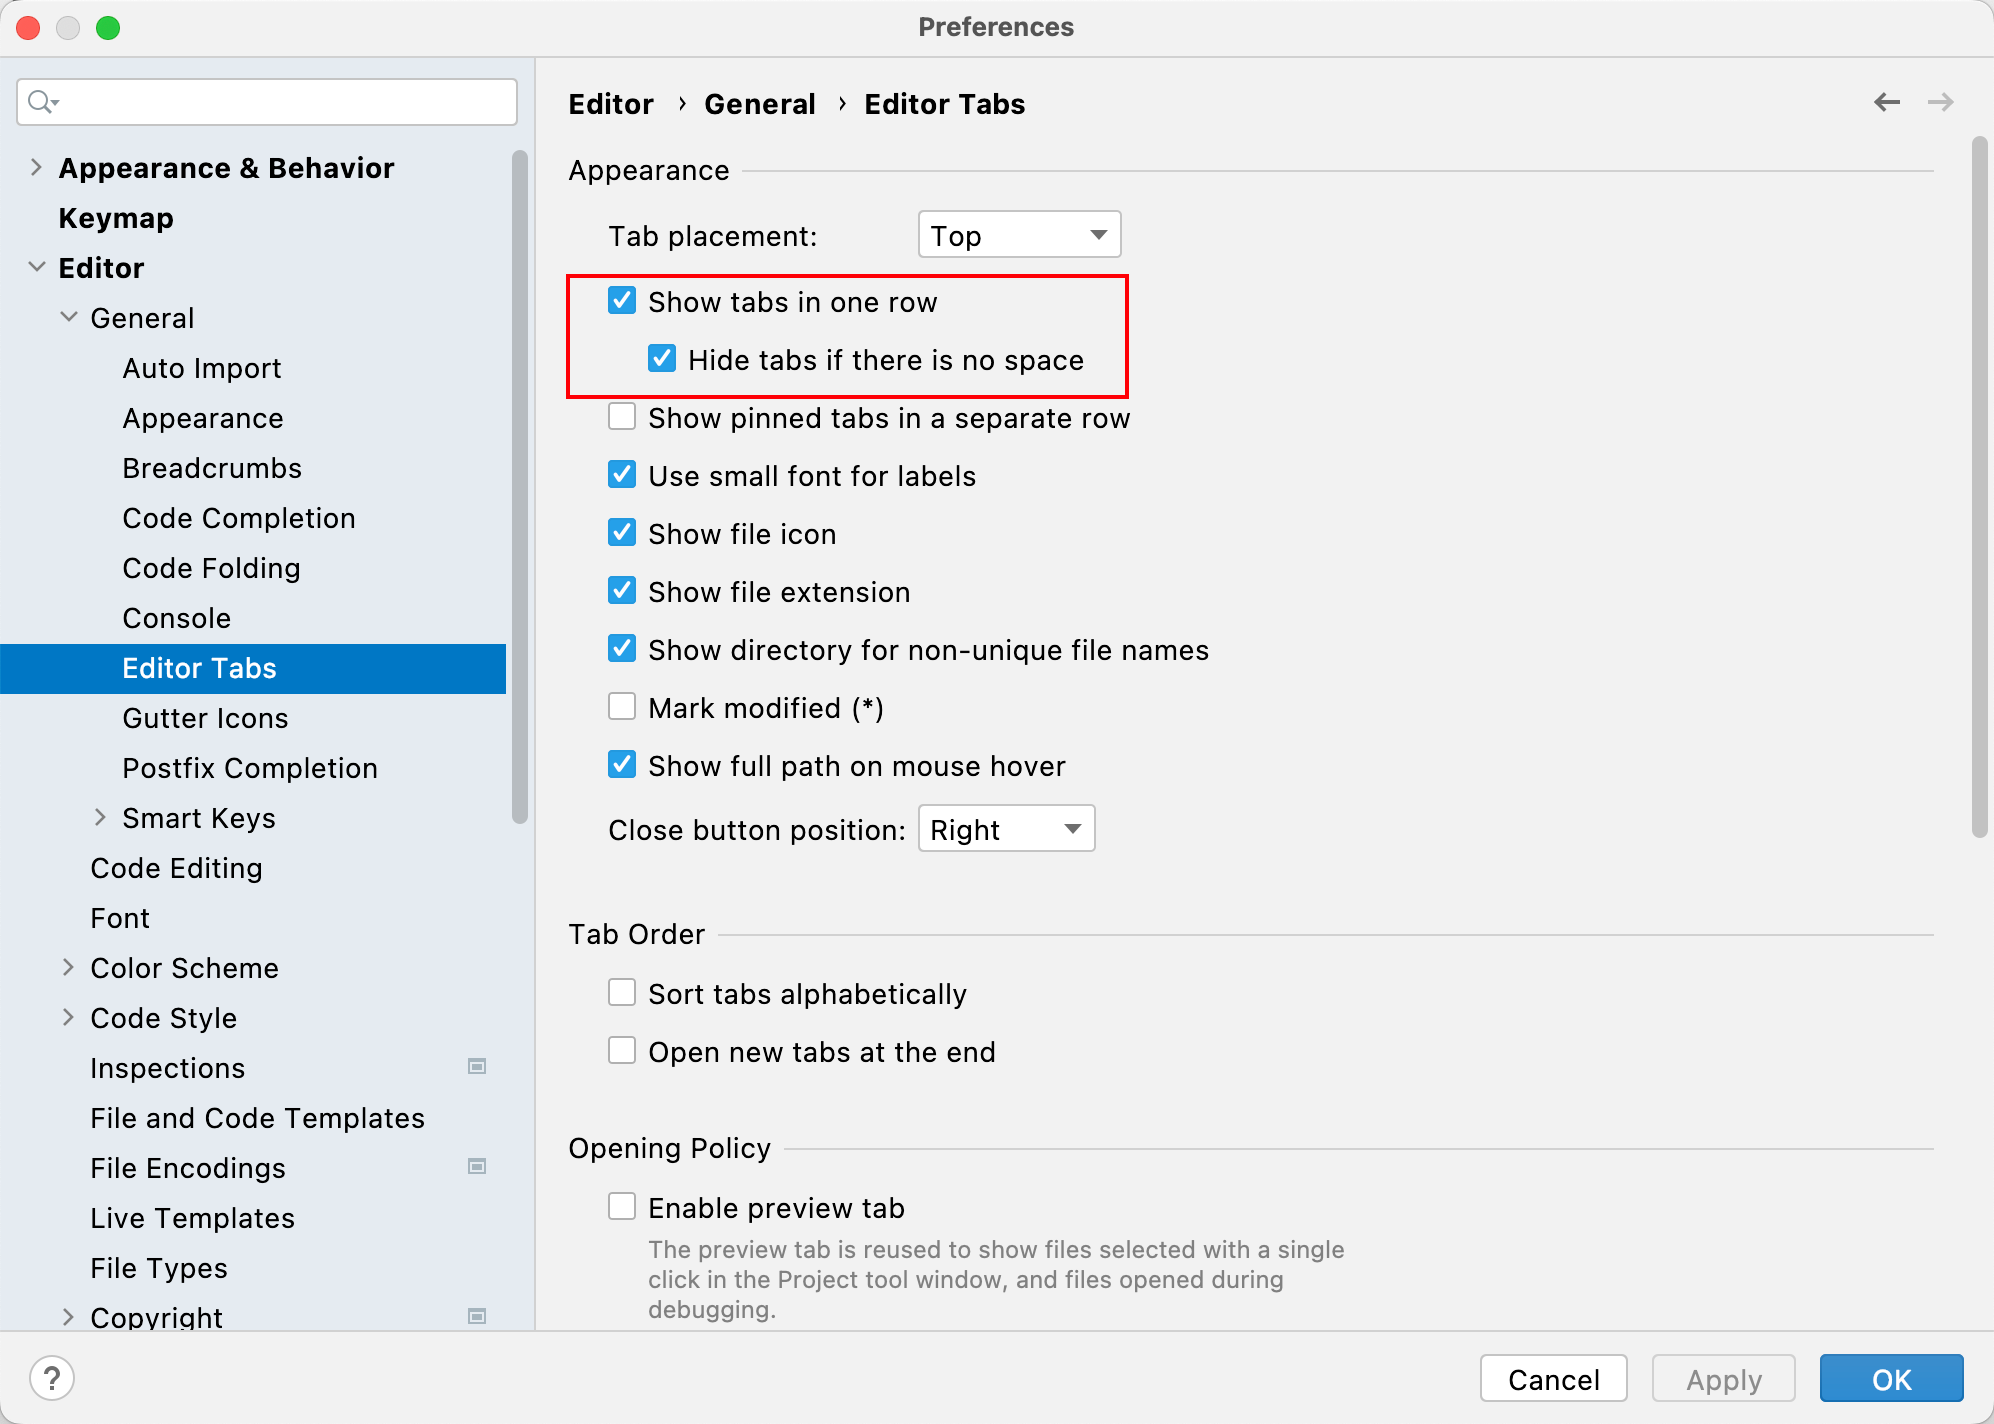 Preferences
Appearance & Behavior
Keymap
Editor
General
Auto Import
Appearance
Breadcrumbs
Code Completion
Code Folding
Console
Editor Tabs
Gutter Icons
Postfix Completion
Smart Keys
Code Editing
Font
Color Scheme
Code Style
Inspections
File and Code Templates
File Encodings
Live Templates
File Types
Copyright
Editor › General › Editor Tabs
Appearance
Tab placement: Top
Show tabs in one row
Hide tabs if there is no space
Show pinned tabs in a separate row
Use small font for labels
Show file icon
Show file extension
Show directory for non-unique file names
Mark modified (*)
Show full path on mouse hover
Close button position: Right
Tab Order
Sort tabs alphabetically
Open new tabs at the end
Opening Policy
Enable preview tab
The preview tab is reused to show files selected with a single
click in the Project tool window, and files opened during
debugging.
? Cancel Apply OK